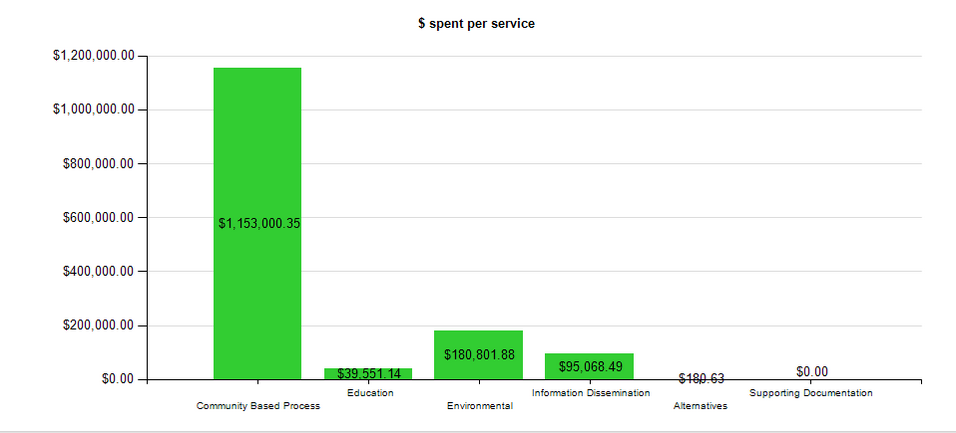 $ spent per service
$1,200,000.00
$1,000,000.00
$800,000.00
$600,000.00
$400,000.00
$200,000.00
$0.00
$1,153,000.35
$39,551.14
$180,801.88
$95,068.49
$180.63
$0.00
Community Based Process
Education
Environmental
Information Dissemination
Alternatives
Supporting Documentation